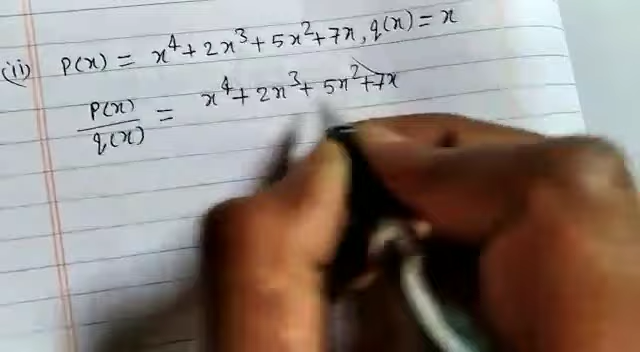 (ii) P(x) = x⁴+2x³+5x²+7x, q(x) = x
P(x)/q(x) = x⁴+2x³+5x²+7x